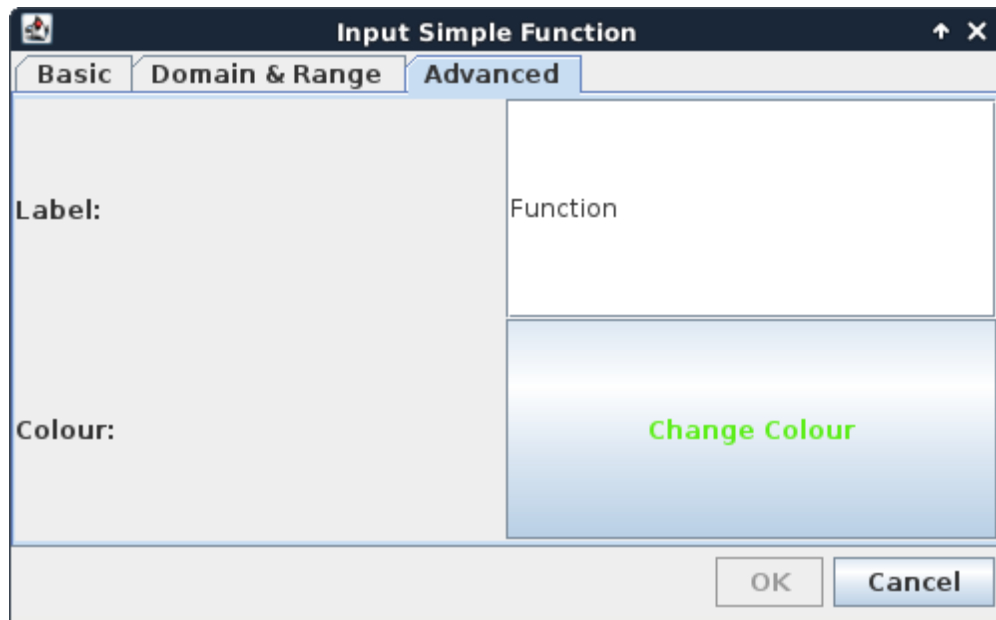 Input Simple Function
Basic Domain & Range Advanced
Label: Function
Colour: Change Colour
OK Cancel